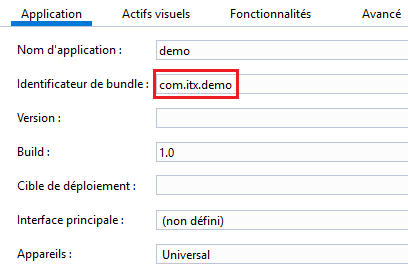 Application Actifs visuels Fonctionnalités Avancé
Nom d'application : demo
Identificateur de bundle : com.itx.demo
Version :
Build : 1.0
Cible de déploiement :
Interface principale : (non défini)
Appareils : Universal